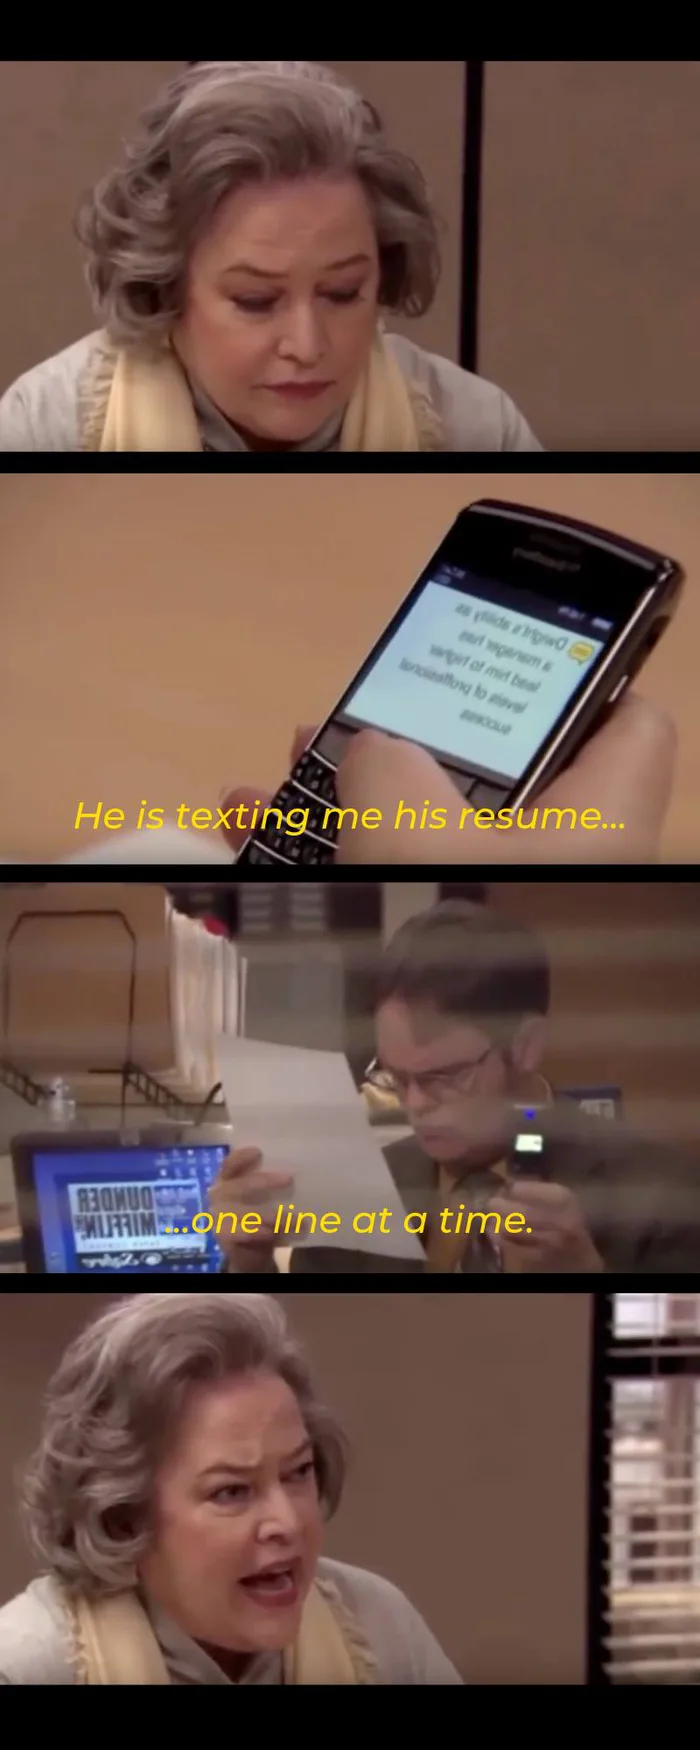 Dwight's ability as
a manager has
lead him to higher
levels of professional
success
He is texting me his resume...
DUNDER
MIFFLIN
...one line at a time.